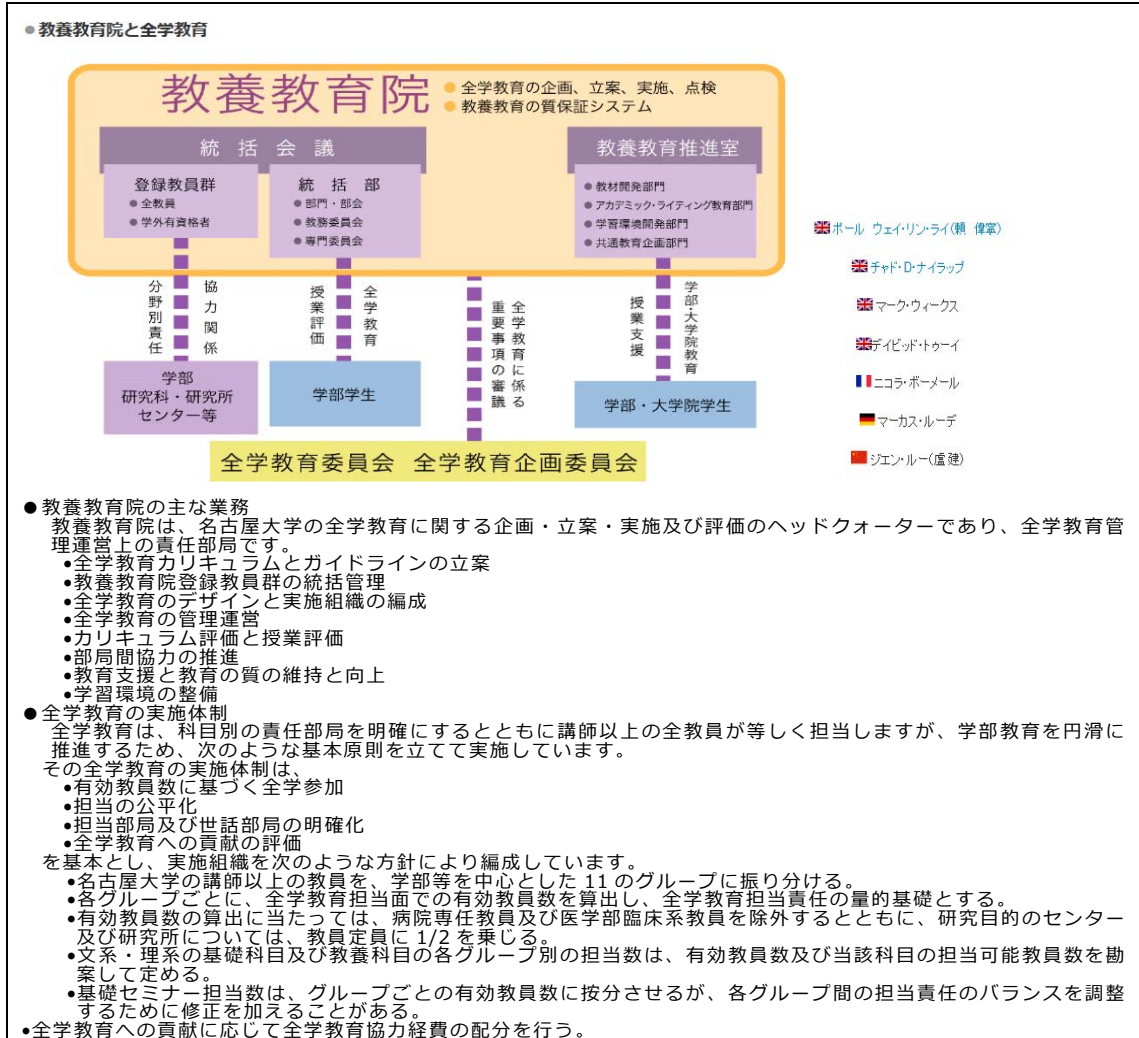 ●教養教育院と全学教育
教養教育院
●全学教育の企画、立案、実施、点検
●教養教育の質保証システム
統括会議
登録教員群
●全教員
●学外有資格者
統括部
●部門・部会
●教務委員会
●専門委員会
教養教育推進室
●教材開発部門
●アカデミック・ライティング教育部門
●学習環境開発部門
●共通教育企画部門
分野別責任
協力関係
授業評価
全学教育
全学教育に係る
重要事項の審議
授業支援
学部・大学院教育
学部
研究科・研究所
センター等
学部学生
学部・大学院学生
全学教育委員会 全学教育企画委員会
ポール ウェイ・リン・ライ(頼 偉寧)
チャド・D・ナイラップ
マーク・ウィークス
デイビッド・トゥーイ
ニコラ・ボーメール
マーカス・ルーデ
ジエン・ルー(盧建)
●教養教育院の主な業務
教養教育院は、名古屋大学の全学教育に関する企画・立案・実施及び評価のヘッドクォーターであり、全学教育管
理運営上の責任部局です。
•全学教育カリキュラムとガイドラインの立案
•教養教育院登録教員群の統括管理
•全学教育のデザインと実施組織の編成
•全学教育の管理運営
•カリキュラム評価と授業評価
•部局間協力の推進
•教育支援と教育の質の維持と向上
•学習環境の整備
●全学教育の実施体制
全学教育は、科目別の責任部局を明確にするとともに講師以上の全教員が等しく担当しますが、学部教育を円滑に
推進するため、次のような基本原則を立てて実施しています。
その全学教育の実施体制は、
•有効教員数に基づく全学参加
•担当の公平化
•担当部局及び世話部局の明確化
•全学教育への貢献の評価
を基本とし、実施組織を次のような方針により編成しています。
•名古屋大学の講師以上の教員を、学部等を中心とした 11 のグループに振り分ける。
•各グループごとに、全学教育担当面での有効教員数を算出し、全学教育担当責任の量的基礎とする。
•有効教員数の算出に当たっては、病院専任教員及び医学部臨床系教員を除外するとともに、研究目的のセンター
及び研究所については、教員定員に 1/2 を乗じる。
•文系・理系の基礎科目及び教養科目の各グループ別の担当数は、有効教員数及び当該科目の担当可能教員数を勘
案して定める。
•基礎セミナー担当数は、グループごとの有効教員数に按分させるが、各グループ間の担当責任のバランスを調整
するために修正を加えることがある。
•全学教育への貢献に応じて全学教育協力経費の配分を行う。